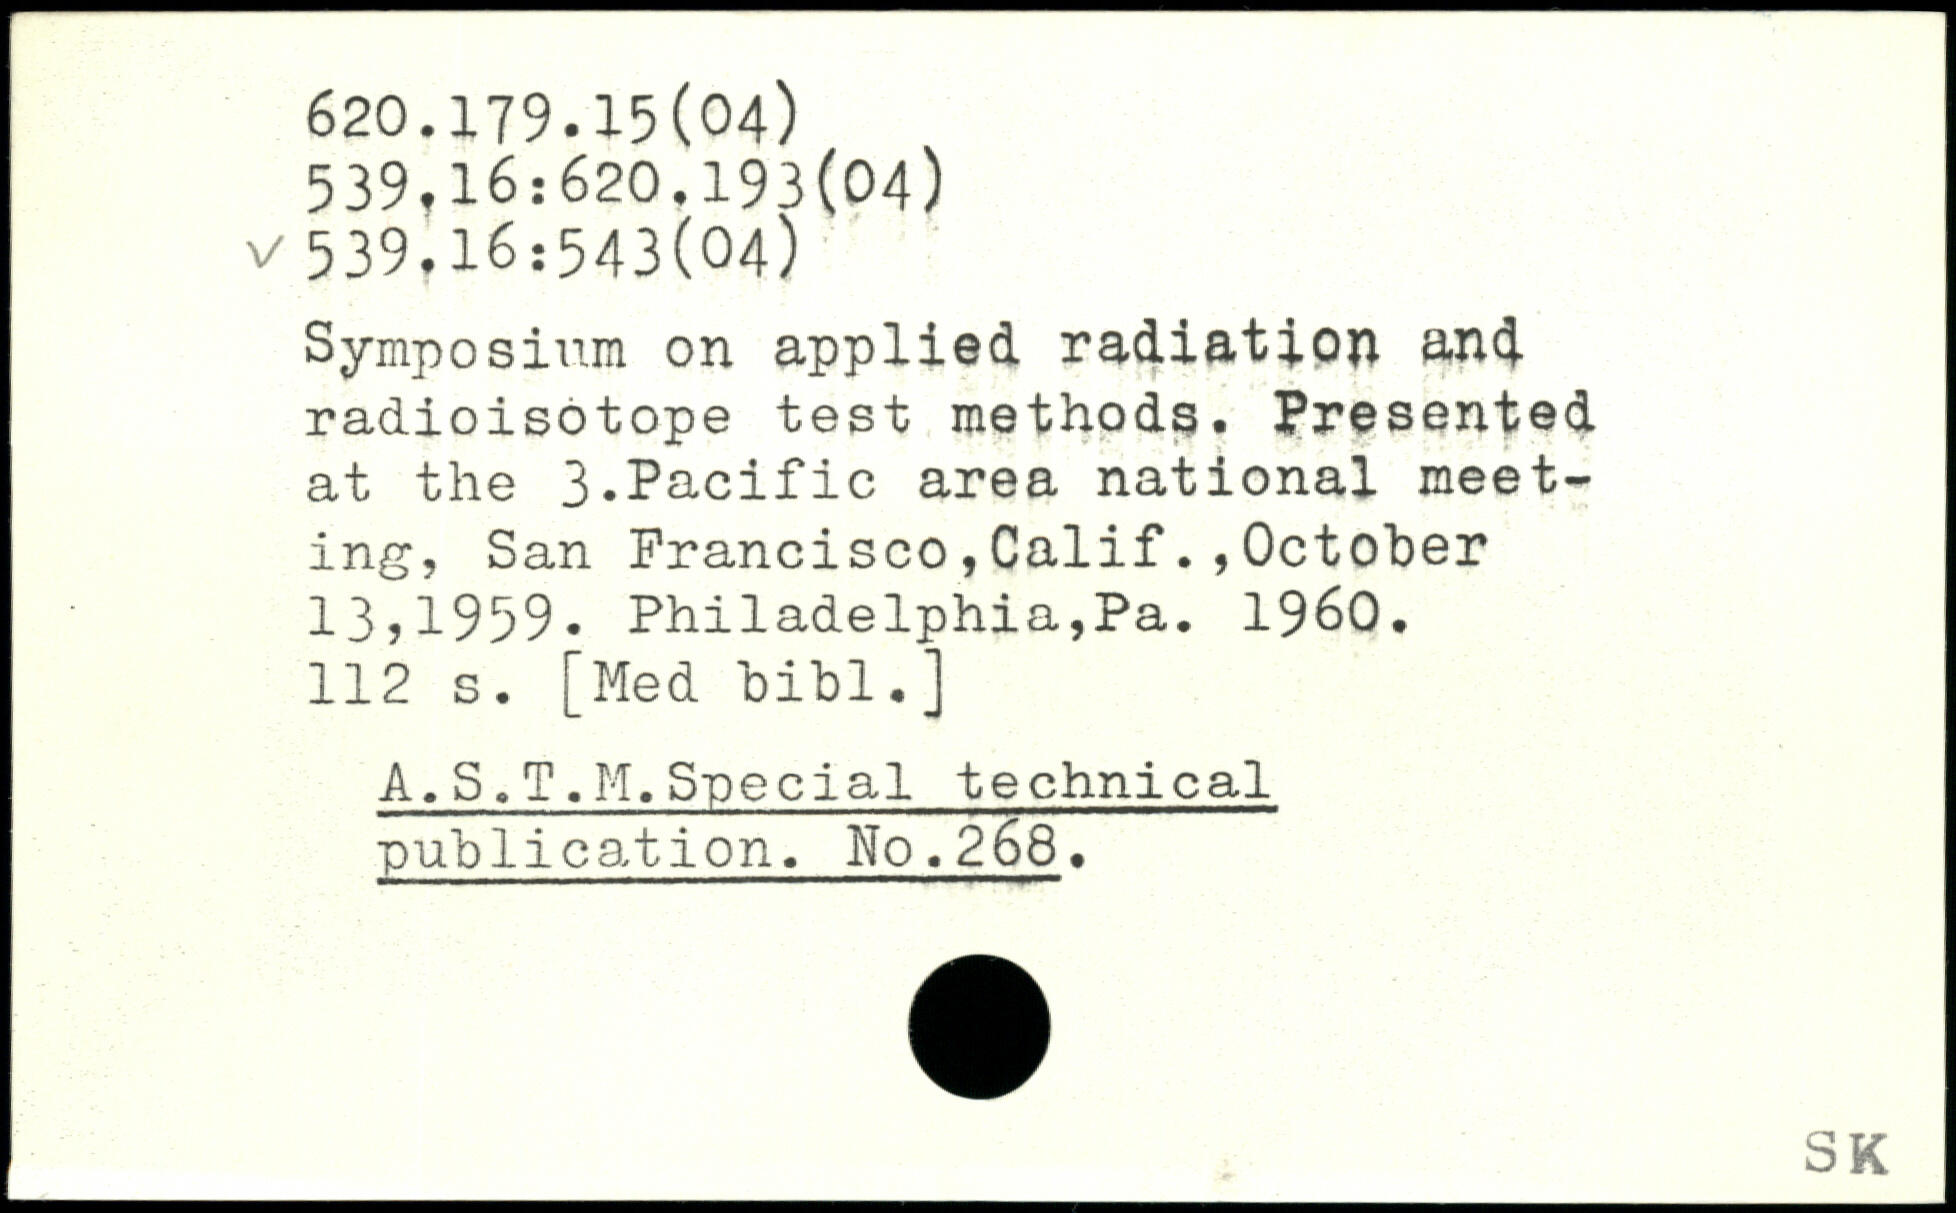 620.179.15(04)
539.16:620.193(04)
✓ 539.16:543(04)
Symposium on applied radiation and
radioisotope test methods. Presented
at the 3.Pacific area national meet-
ing, San Francisco,Calif.,October
13,1959. Philadelphia,Pa. 1960.
112 s. [Med bibl.]
A.S.T.M.Special technical
publication. No.268.
SK